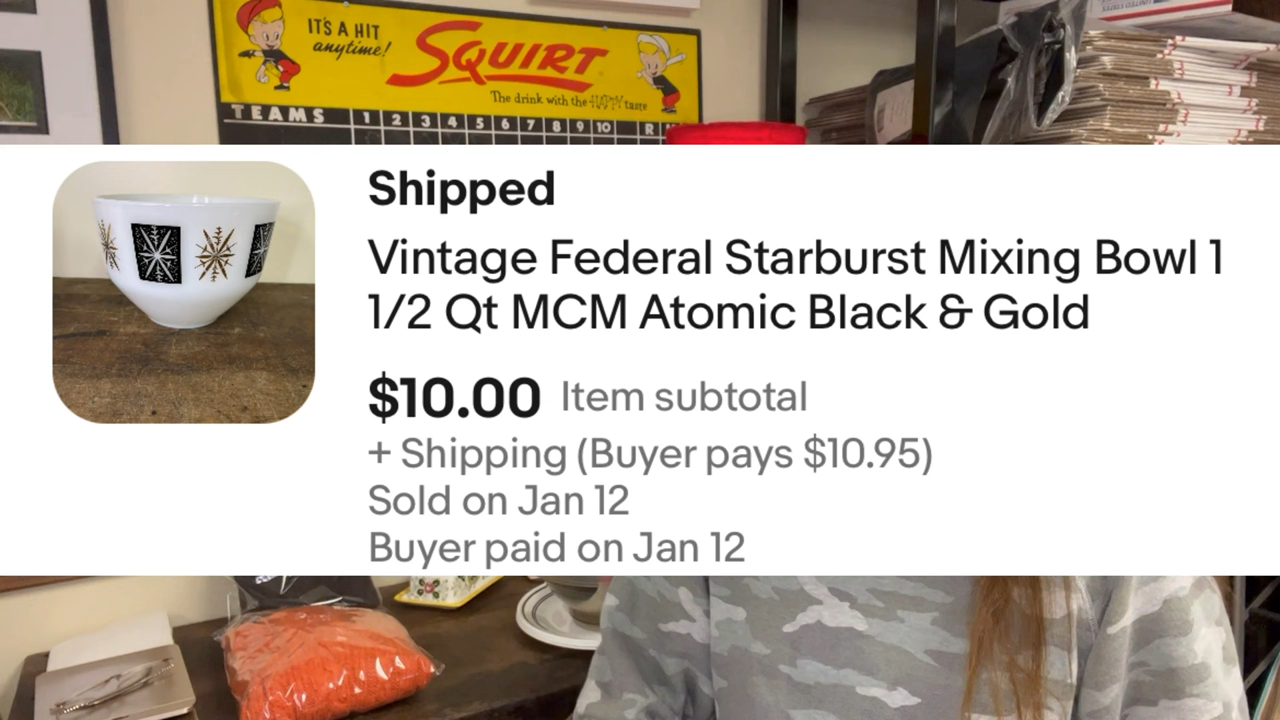 IT'S A HIT
anytime!
SQUIRT
The drink with the HAPPY taste
TEAMS 1 2 3 4 5 6 7 8 9 10 R
Shipped
Vintage Federal Starburst Mixing Bowl 1
1/2 Qt MCM Atomic Black & Gold
$10.00 Item subtotal
+ Shipping (Buyer pays $10.95)
Sold on Jan 12
Buyer paid on Jan 12